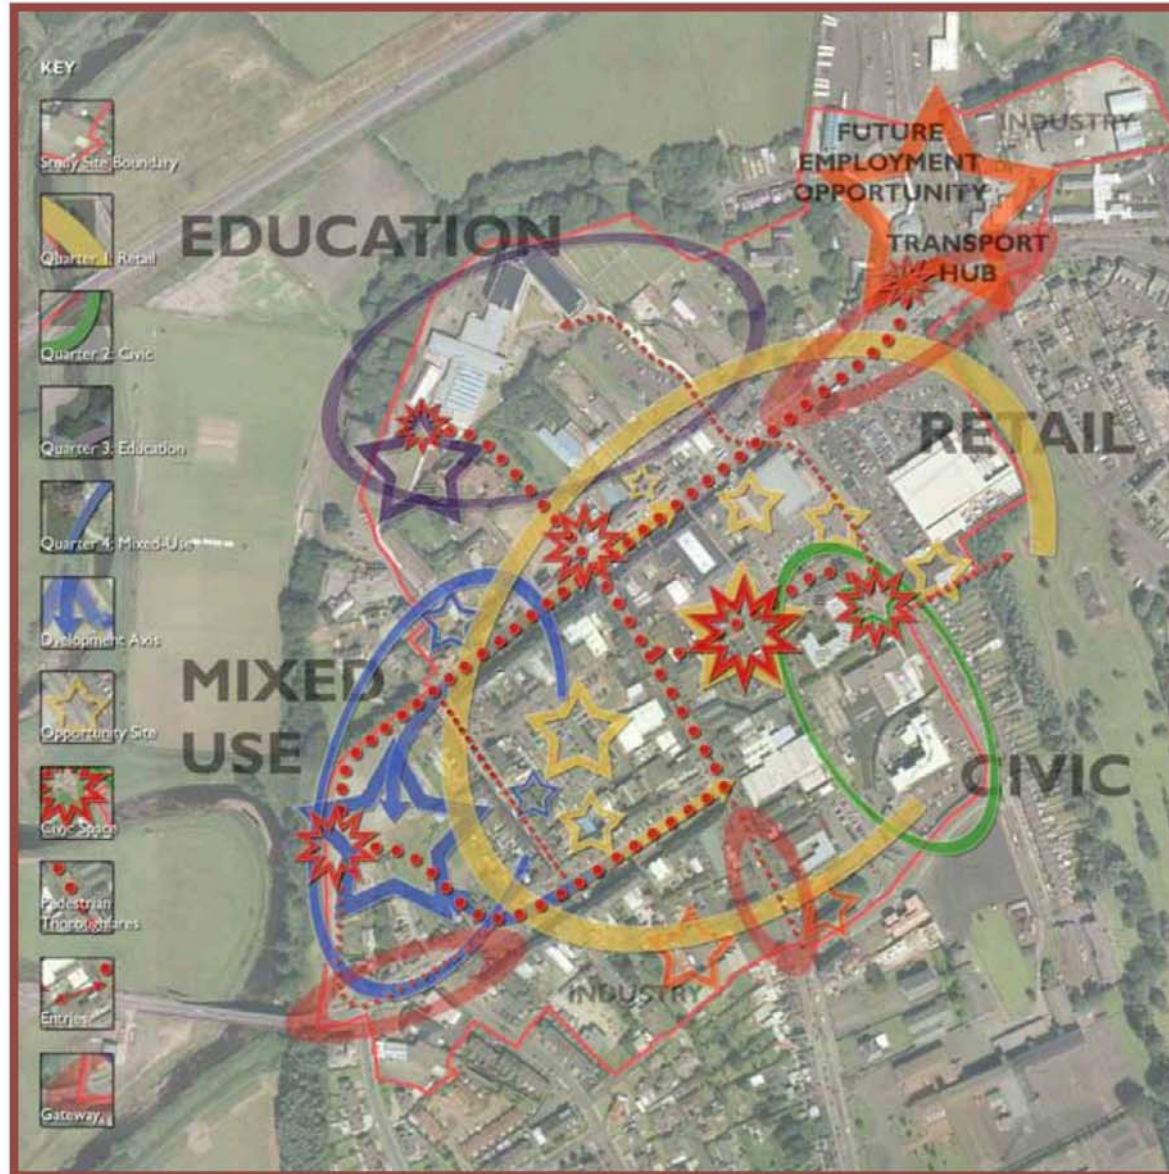 KEY
Study Site Boundary
Quarter 1: Retail
Quarter 2: Civic
Quarter 3: Education
Quarter 4: Mixed-Use
Dvelopment Axis
Opportunity Site
Civic Space
Pedestrian
Thoroughfares
Entries
Gateway
EDUCATION
FUTURE
EMPLOYMENT
OPPORTUNITY
INDUSTRY
TRANSPORT
HUB
RETAIL
MIXED
USE
CIVIC
INDUSTRY